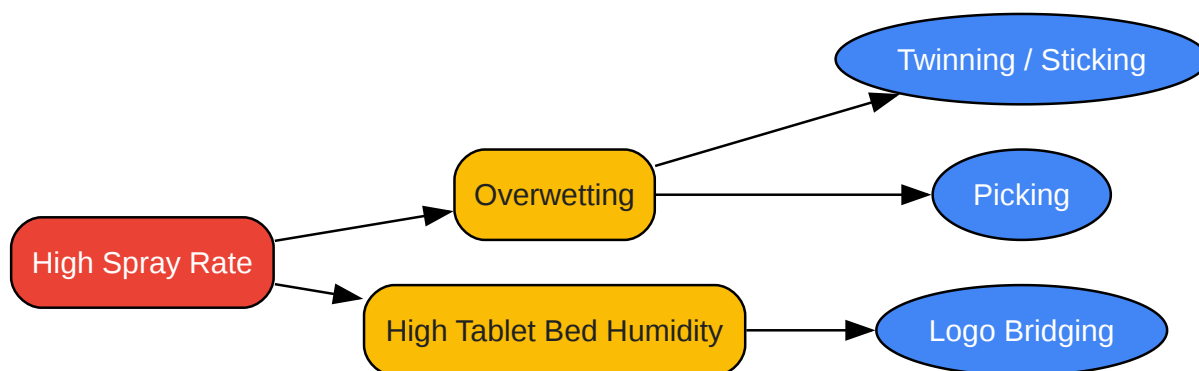 Twinning / Sticking
Overwetting
Picking
High Spray Rate
High Tablet Bed Humidity
Logo Bridging